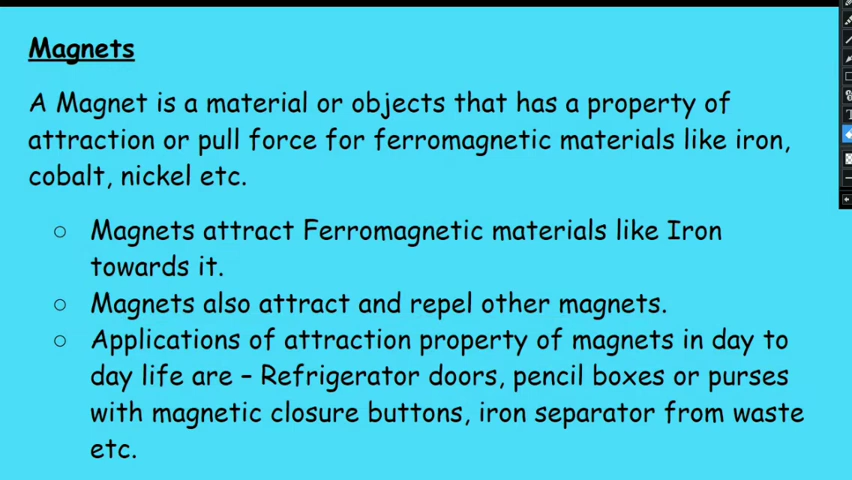 Magnets
A Magnet is a material or objects that has a property of
attraction or pull force for ferromagnetic materials like iron,
cobalt, nickel etc.
○ Magnets attract Ferromagnetic materials like Iron
towards it.
○ Magnets also attract and repel other magnets.
○ Applications of attraction property of magnets in day to
day life are – Refrigerator doors, pencil boxes or purses
with magnetic closure buttons, iron separator from waste
etc.